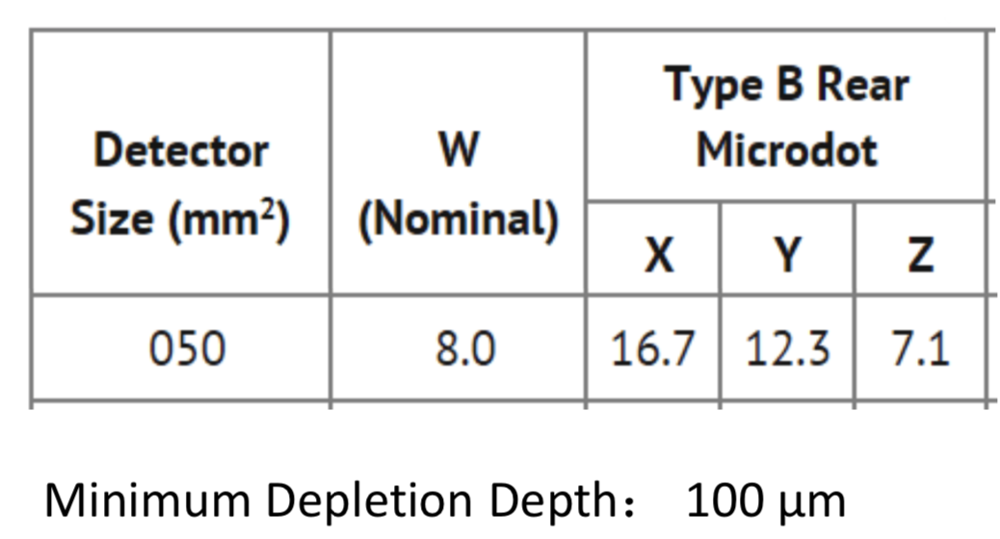 Detector
Size (mm²)
W
(Nominal)
Type B Rear
Microdot
X Y Z
050 8.0 16.7 12.3 7.1
Minimum Depletion Depth： 100 μm